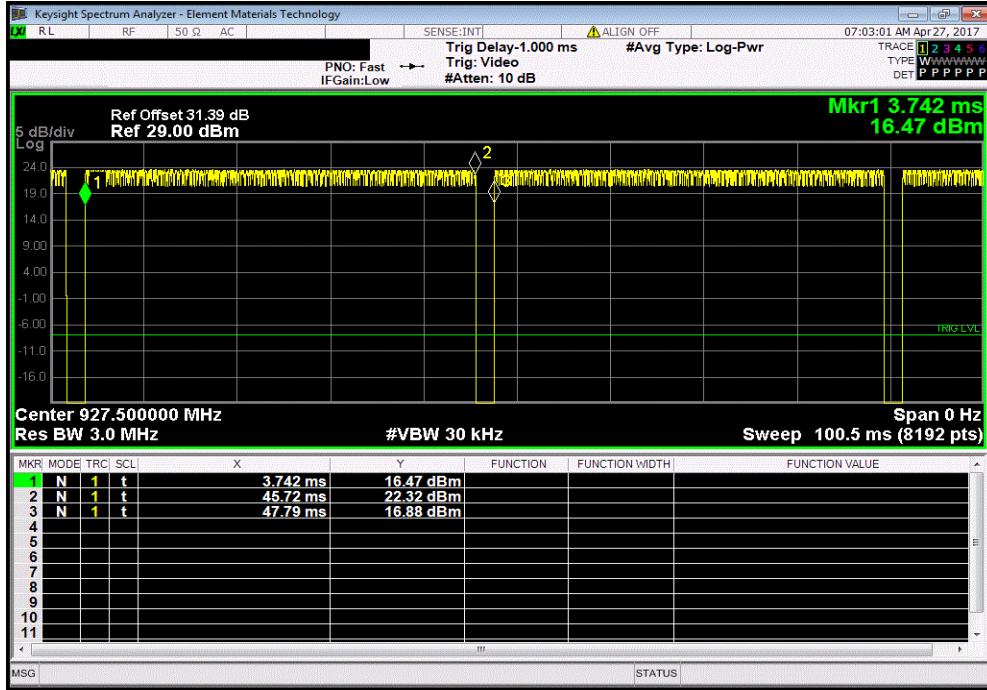 Keysight Spectrum Analyzer - Element Materials Technology
LXI RL RF 50 Ω AC SENSE:INT ALIGN OFF 07:03:01 AM Apr 27, 2017
Trig Delay-1.000 ms #Avg Type: Log-Pwr TRACE 1 2 3 4 5 6
PNO: Fast Trig: Video TYPE WWWWWW
IFGain:Low #Atten: 10 dB DET P P P P P P
Mkr1 3.742 ms
16.47 dBm
Ref Offset 31.39 dB
5 dB/div Ref 29.00 dBm
Log
2
24.0
1
19.0
14.0
9.00
4.00
-1.00
-6.00
TRIG LVL
-11.0
-16.0
Center 927.500000 MHz Span 0 Hz
Res BW 3.0 MHz #VBW 30 kHz Sweep 100.5 ms (8192 pts)
MKR MODE TRC SCL X Y FUNCTION FUNCTION WIDTH FUNCTION VALUE
1 N 1 t 3.742 ms 16.47 dBm
2 N 1 t 45.72 ms 22.32 dBm
3 N 1 t 47.79 ms 16.88 dBm
4
5
6
7
8
9
10
11
MSG STATUS